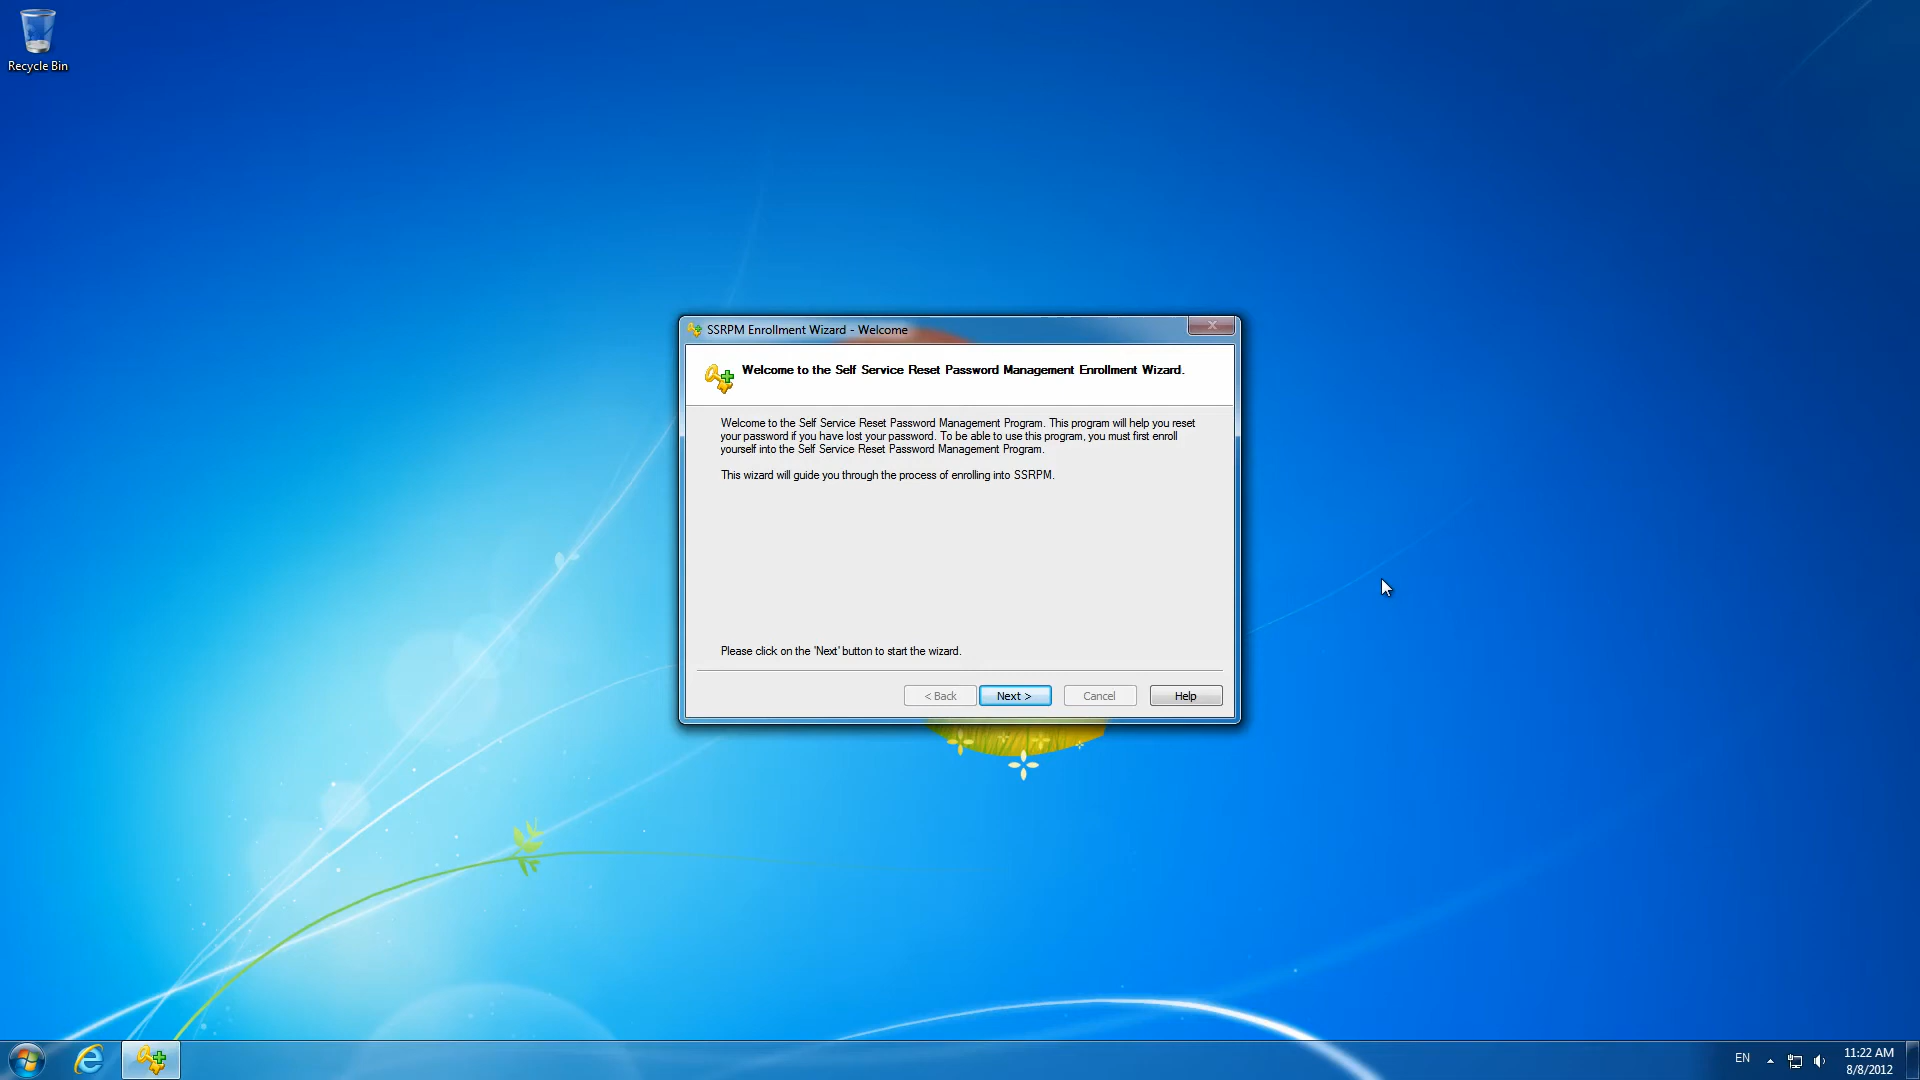 Recycle Bin
SSRPM Enrollment Wizard - Welcome
Welcome to the Self Service Reset Password Management Enrollment Wizard.
Welcome to the Self Service Reset Password Management Program. This program will help you reset
your password if you have lost your password. To be able to use this program, you must first enroll
yourself into the Self Service Reset Password Management Program.
This wizard will guide you through the process of enrolling into SSRPM.
Please click on the 'Next' button to start the wizard.
< Back
Next >
Cancel
Help
EN
11:22 AM
8/8/2012